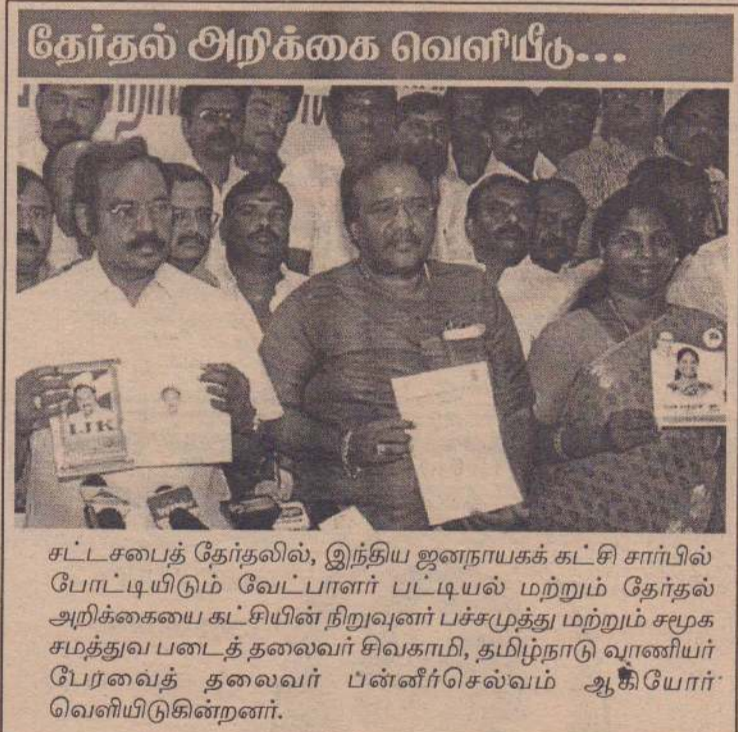 தேர்தல் அறிக்கை வெளியீடு...
IJK
சட்டசபைத் தேர்தலில், இந்திய ஜனநாயகக் கட்சி சார்பில்
போட்டியிடும் வேட்பாளர் பட்டியல் மற்றும் தேர்தல்
அறிக்கையை கட்சியின் நிறுவுனர் பச்சமுத்து மற்றும் சமூக
சமத்துவ படைத் தலைவர் சிவகாமி, தமிழ்நாடு வாணியர்
பேரவைத் தலைவர் பன்னீர்செல்வம் ஆகியோர்
வெளியிடுகின்றனர்.